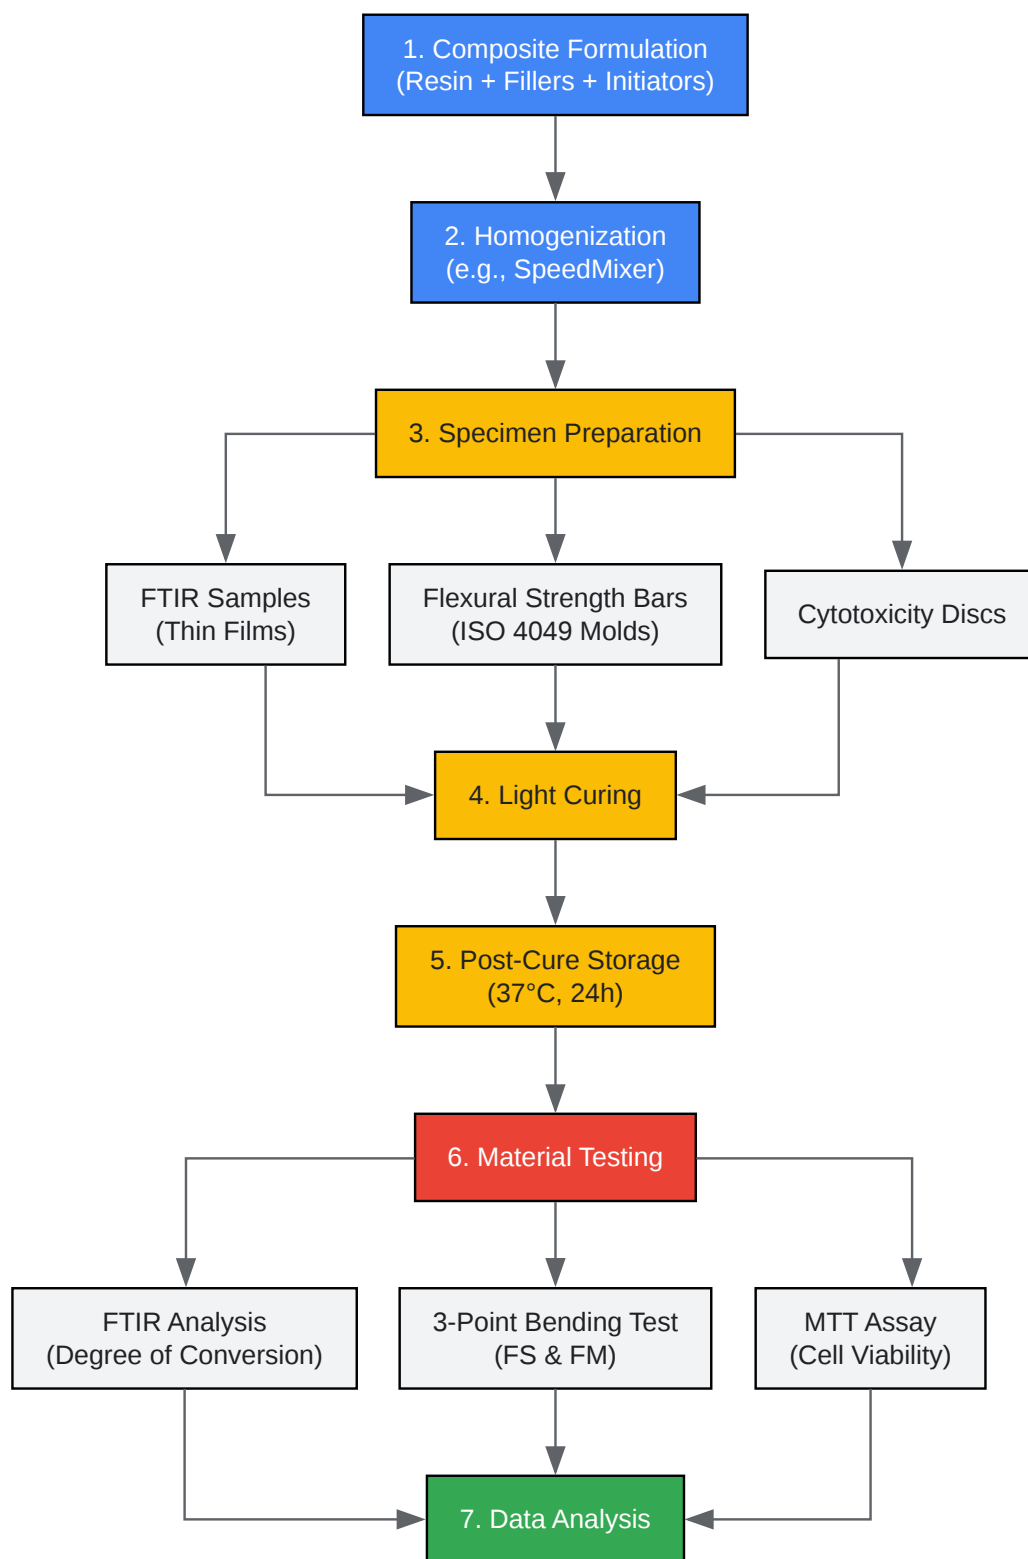 1. Composite Formulation
(Resin + Fillers + Initiators)
2. Homogenization
(e.g., SpeedMixer)
3. Specimen Preparation
FTIR Samples
(Thin Films)
Flexural Strength Bars
(ISO 4049 Molds)
Cytotoxicity Discs
4. Light Curing
5. Post-Cure Storage
(37°C, 24h)
6. Material Testing
FTIR Analysis
(Degree of Conversion)
3-Point Bending Test
(FS & FM)
MTT Assay
(Cell Viability)
7. Data Analysis